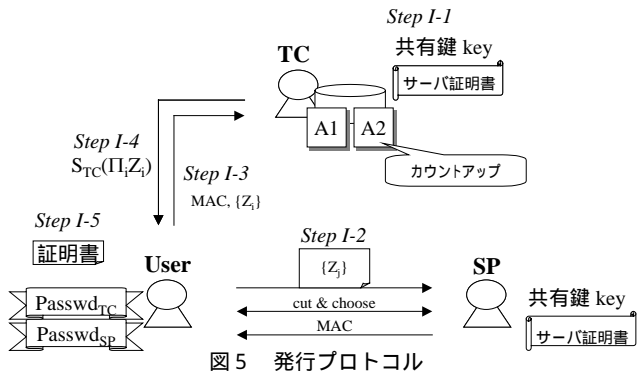 Step I-1
共有鍵 key
TC
サーバ証明書
A1
A2
カウントアップ
Step I-4
S_TC(Π_iZ_i)
Step I-3
MAC, {Z_i}
Step I-5
証明書
User
Passwd_TC
Passwd_SP
Step I-2
{Z_j}
cut & choose
MAC
SP
共有鍵 key
サーバ証明書
図5 発行プロトコル